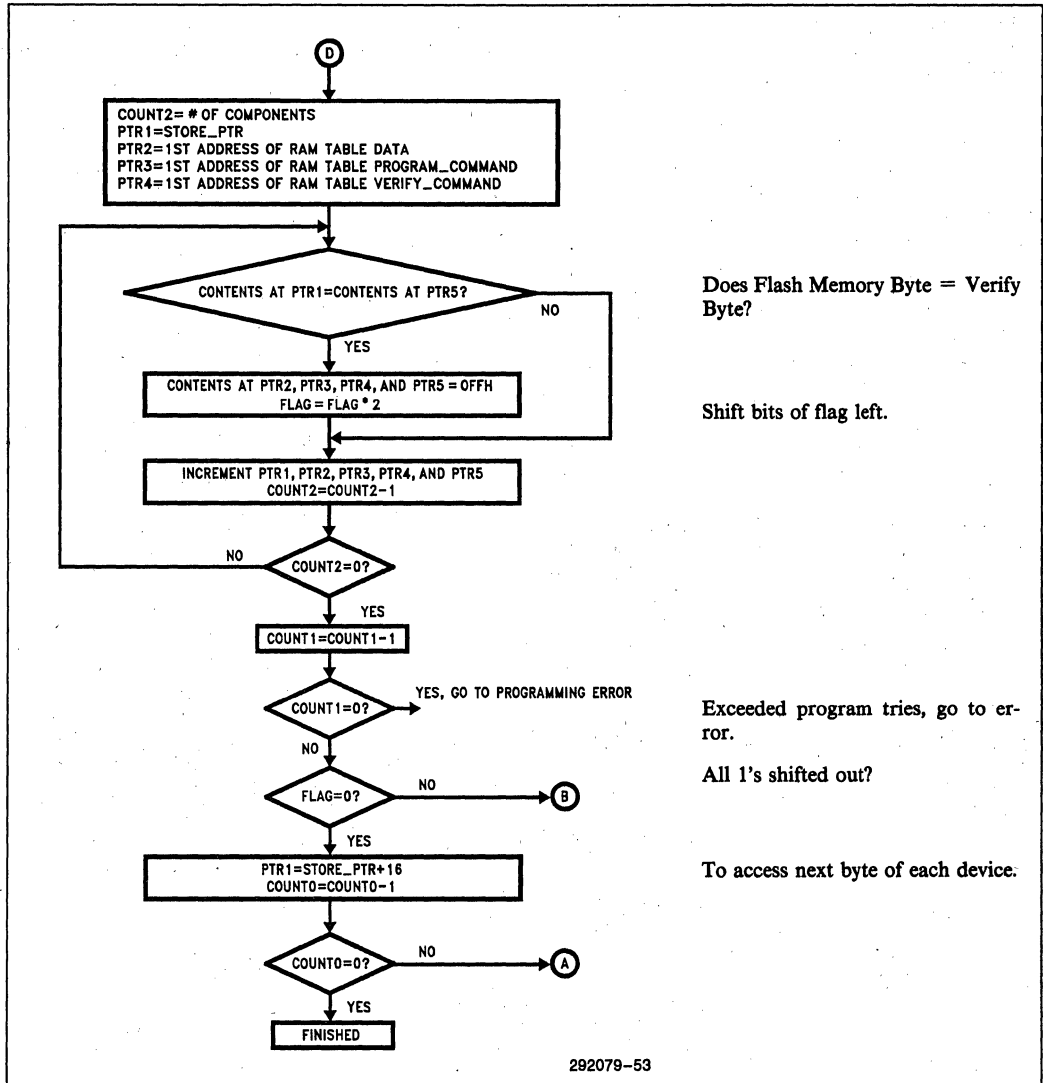 D
COUNT2= # OF COMPONENTS
PTR1=STORE_PTR
PTR2=1ST ADDRESS OF RAM TABLE DATA
PTR3=1ST ADDRESS OF RAM TABLE PROGRAM_COMMAND
PTR4=1ST ADDRESS OF RAM TABLE VERIFY_COMMAND
CONTENTS AT PTR1=CONTENTS AT PTR5?
NO
Does Flash Memory Byte = Verify
Byte?
YES
CONTENTS AT PTR2, PTR3, PTR4, AND PTR5 = OFFH
FLAG = FLAG * 2
Shift bits of flag left.
INCREMENT PTR1, PTR2, PTR3, PTR4, AND PTR5
COUNT2=COUNT2-1
NO
COUNT2=0?
YES
COUNT1=COUNT1-1
COUNT1=0?
YES, GO TO PROGRAMMING ERROR
Exceeded program tries, go to er-
ror.
NO
All 1's shifted out?
FLAG=0?
NO
B
YES
PTR1=STORE_PTR+16
COUNT0=COUNT0-1
To access next byte of each device.
COUNT0=0?
NO
A
YES
FINISHED
292079-53